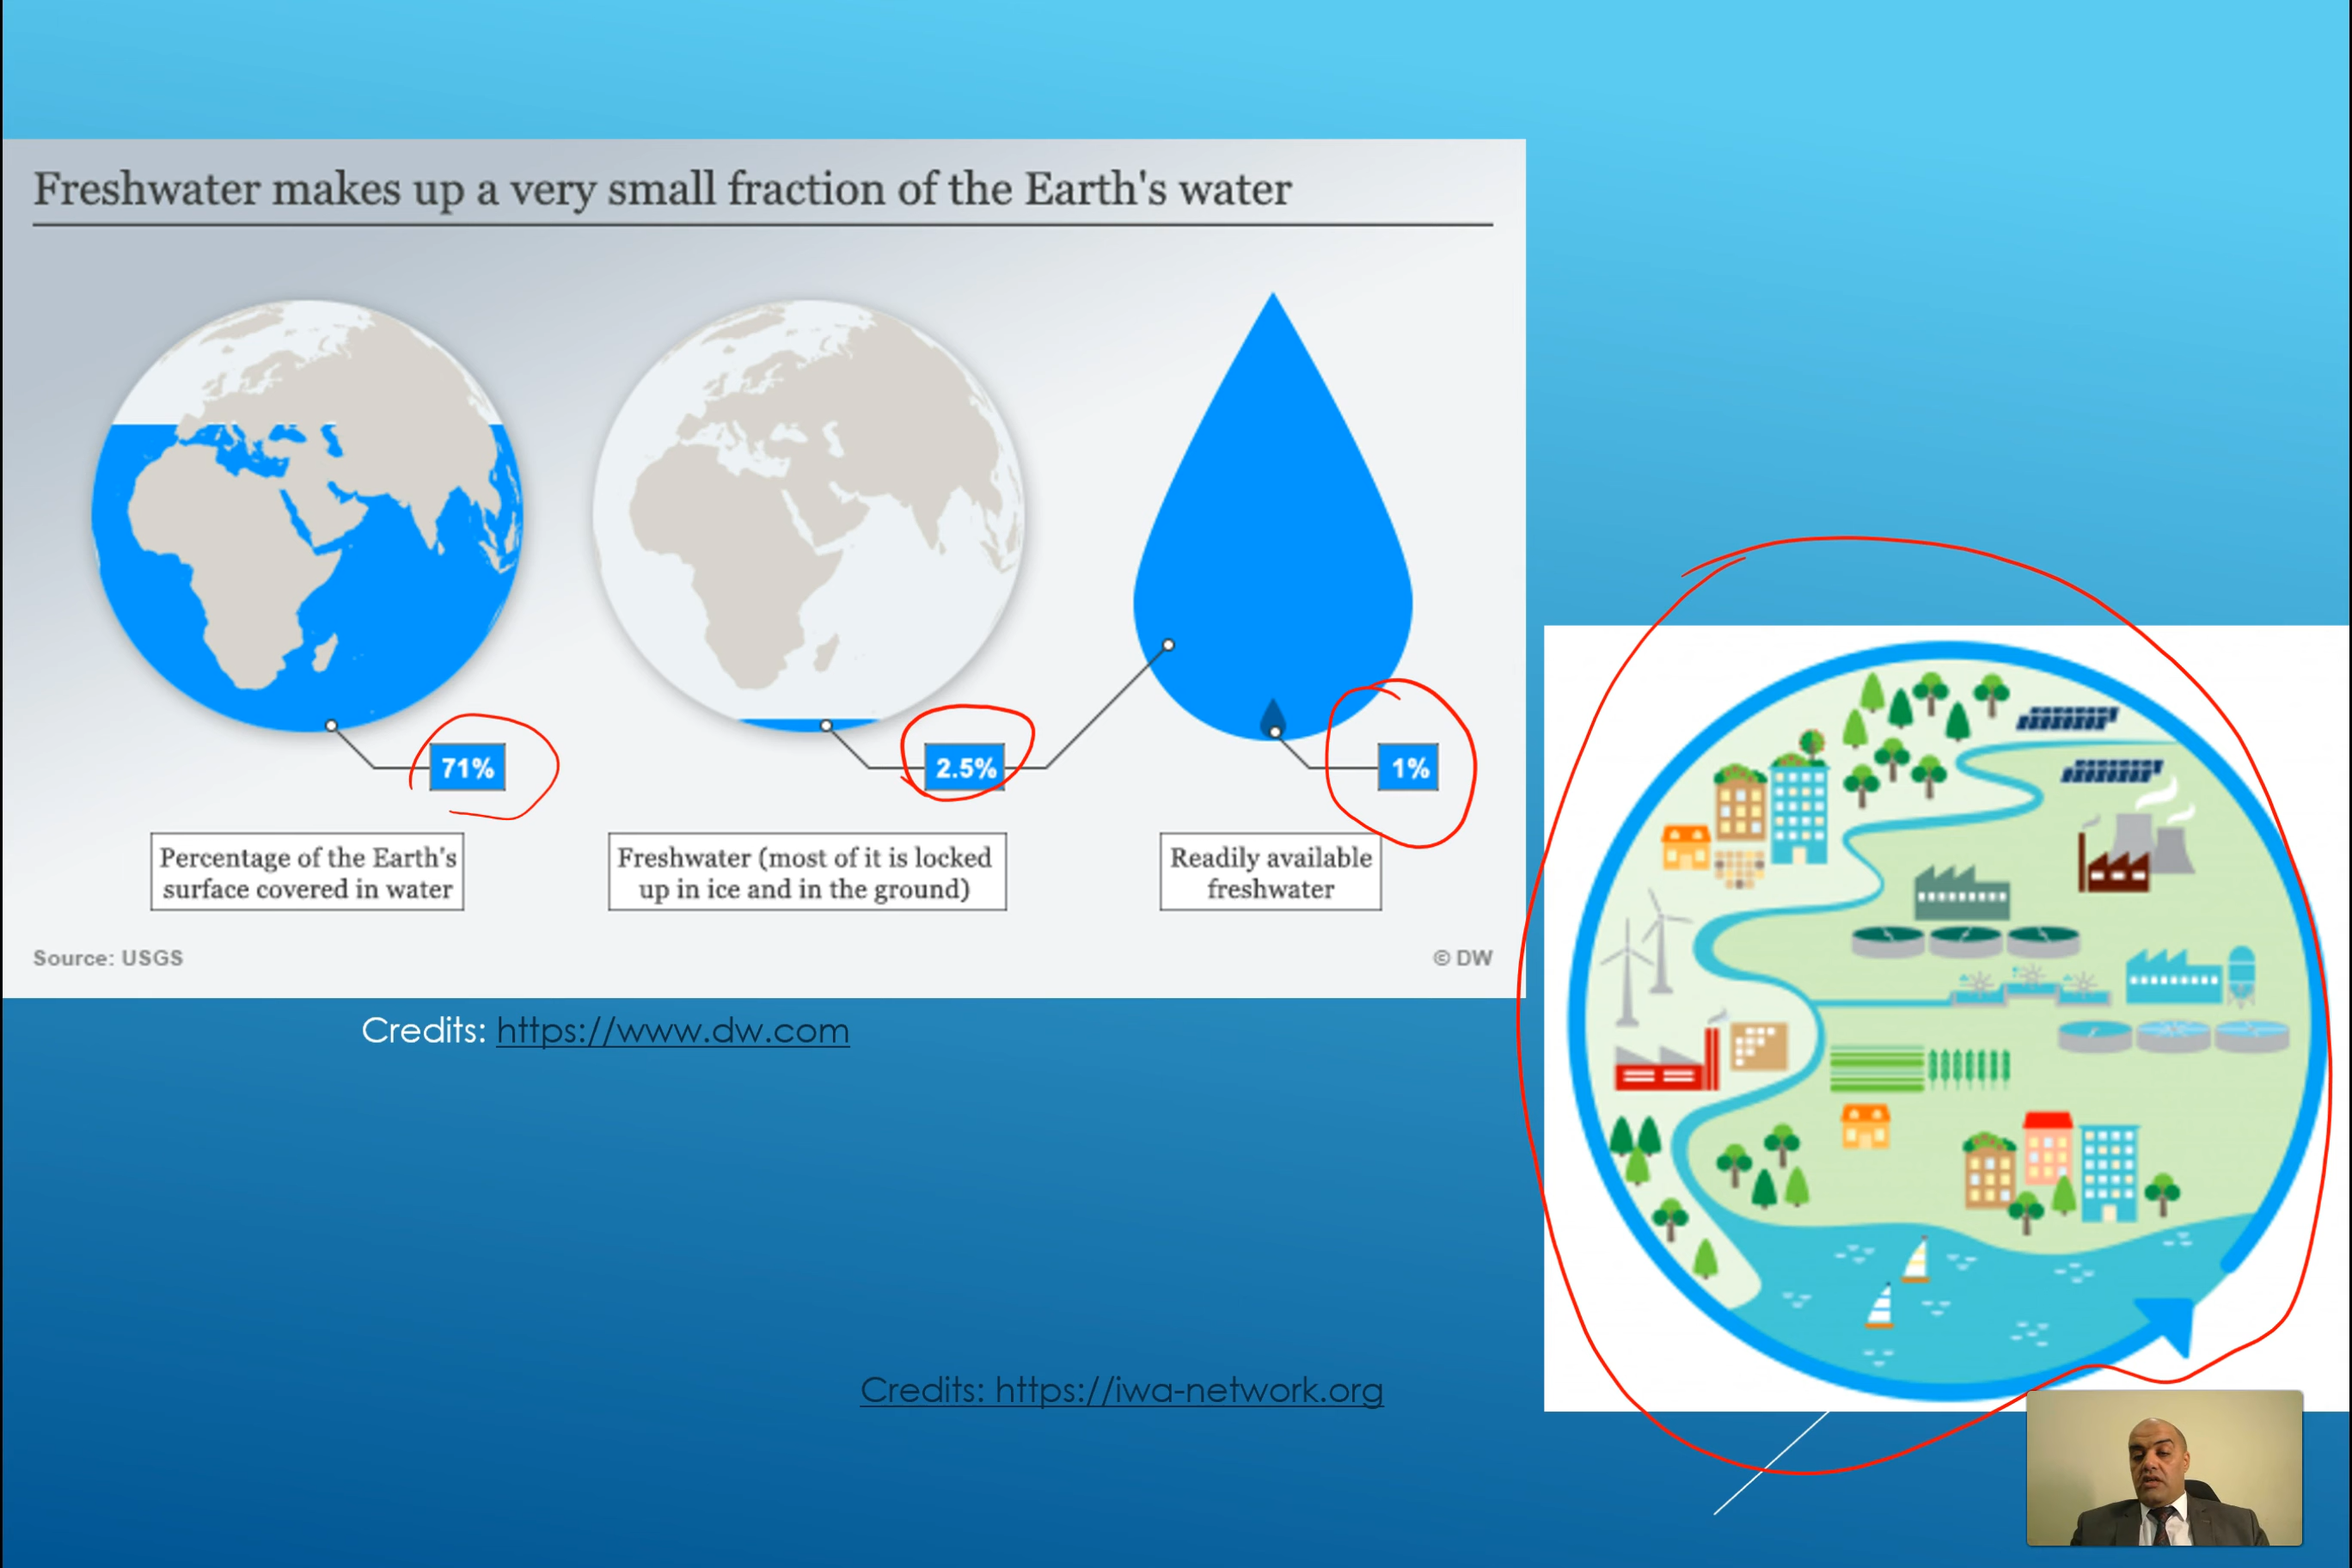 Freshwater makes up a very small fraction of the Earth's water
71%
2.5%
1%
Percentage of the Earth's
surface covered in water
Freshwater (most of it is locked
up in ice and in the ground)
Readily available
freshwater
Source: USGS
© DW
Credits: https://www.dw.com
Credits: https://iwa-network.org